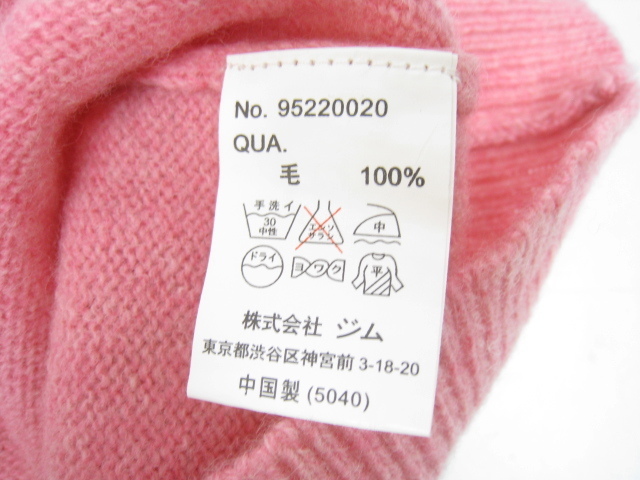 No. 95220020
QUA.
毛 100%
手洗イ
30
中性
エンソ
サラシ
中
ドライ
ヨワク
平
株式会社 ジム
東京都渋谷区神宮前 3-18-20
中国製 (5040)